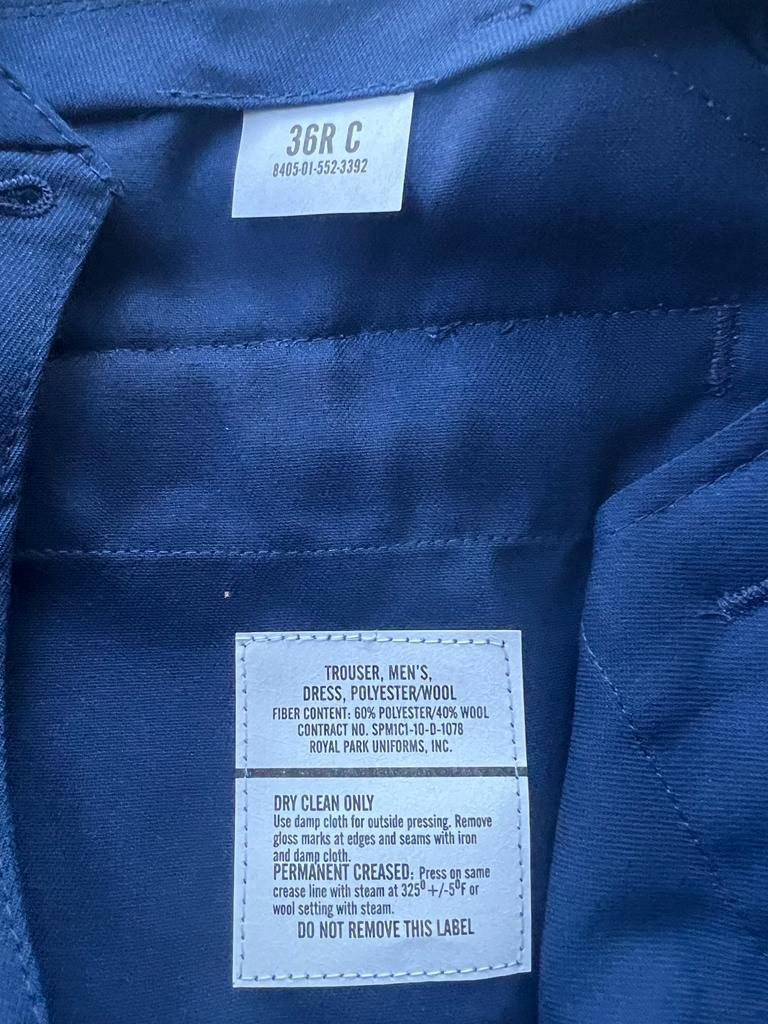 36R C
8405-01-552-3392
TROUSER, MEN'S,
DRESS, POLYESTER/WOOL
FIBER CONTENT: 60% POLYESTER/40% WOOL
CONTRACT NO. SPM1C1-10-D-1078
ROYAL PARK UNIFORMS, INC.
DRY CLEAN ONLY
Use damp cloth for outside pressing. Remove
gloss marks at edges and seams with iron
and damp cloth.
PERMANENT CREASED: Press on same
crease line with steam at 325⁰ +/-5⁰F or
wool setting with steam.
DO NOT REMOVE THIS LABEL